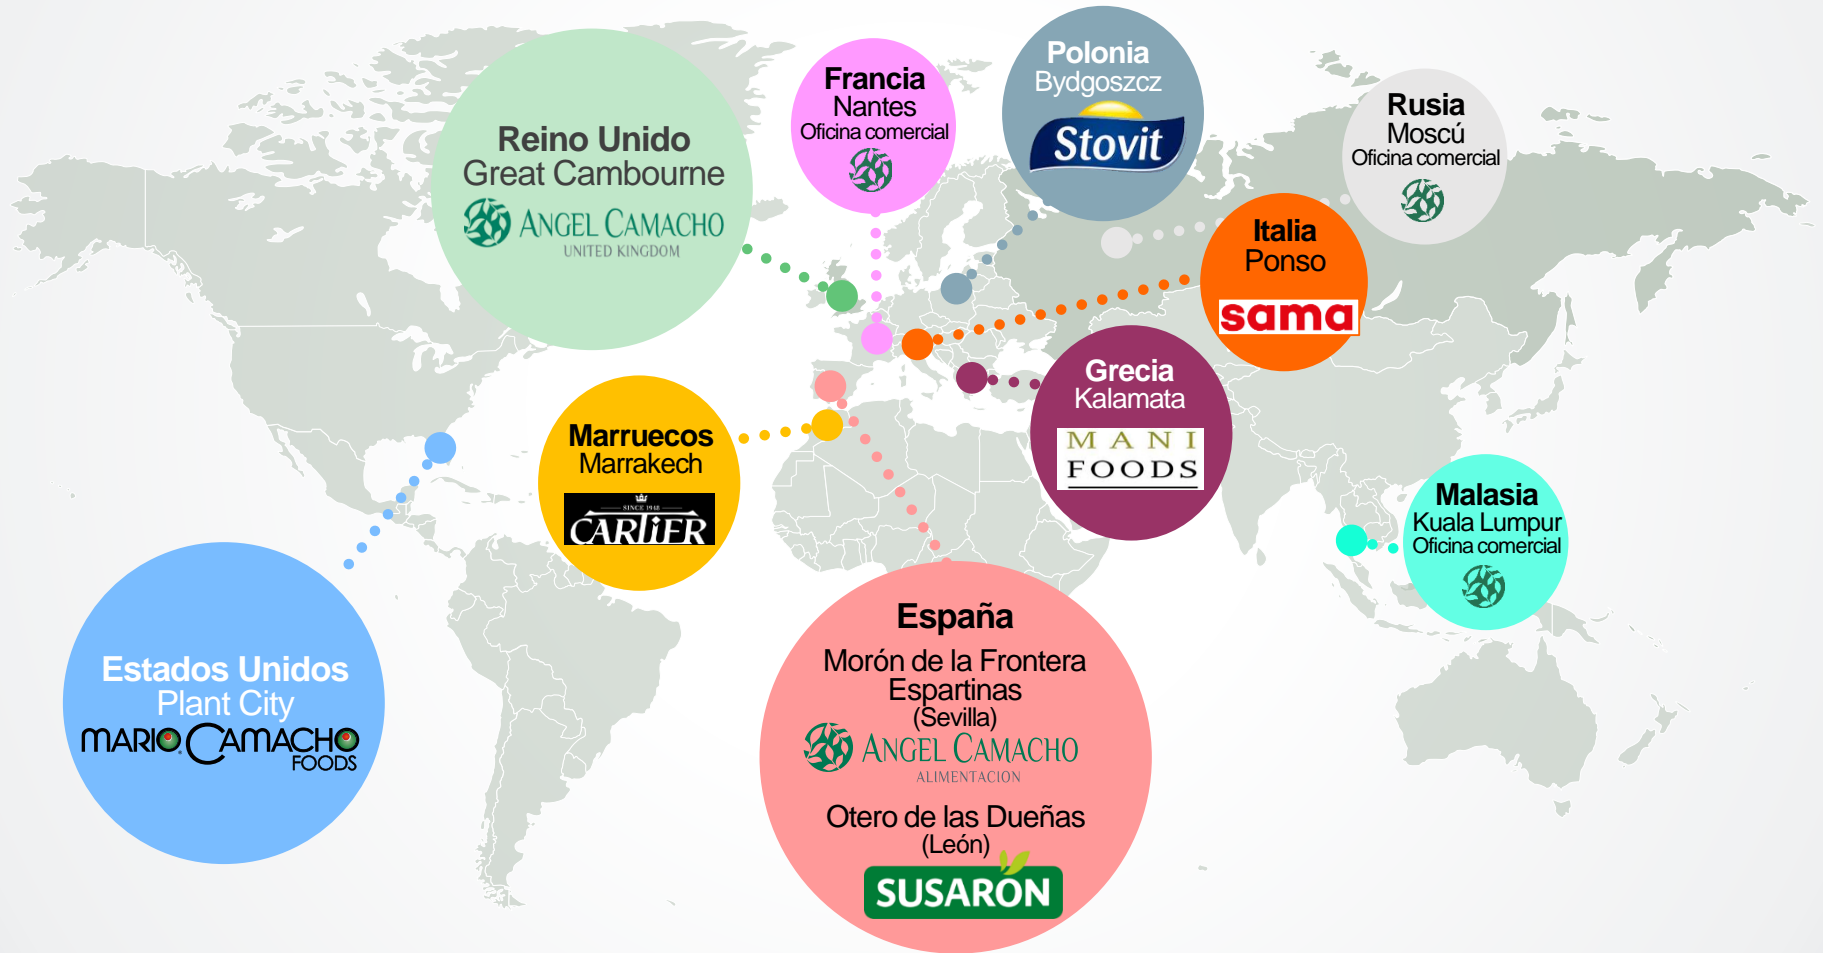 Reino Unido
Great Cambourne
ANGEL CAMACHO
UNITED KINGDOM
Francia
Nantes
Oficina comercial
Polonia
Bydgoszcz
Stovit
Rusia
Moscú
Oficina comercial
Italia
Ponso
sama
Grecia
Kalamata
MANI
FOODS
Marruecos
Marrakech
SINCE 1948
CARTIER
Malasia
Kuala Lumpur
Oficina comercial
Estados Unidos
Plant City
MARIO CAMACHO
FOODS
España
Morón de la Frontera
Espartinas
(Sevilla)
ANGEL CAMACHO
ALIMENTACION
Otero de las Dueñas
(León)
SUSARÓN